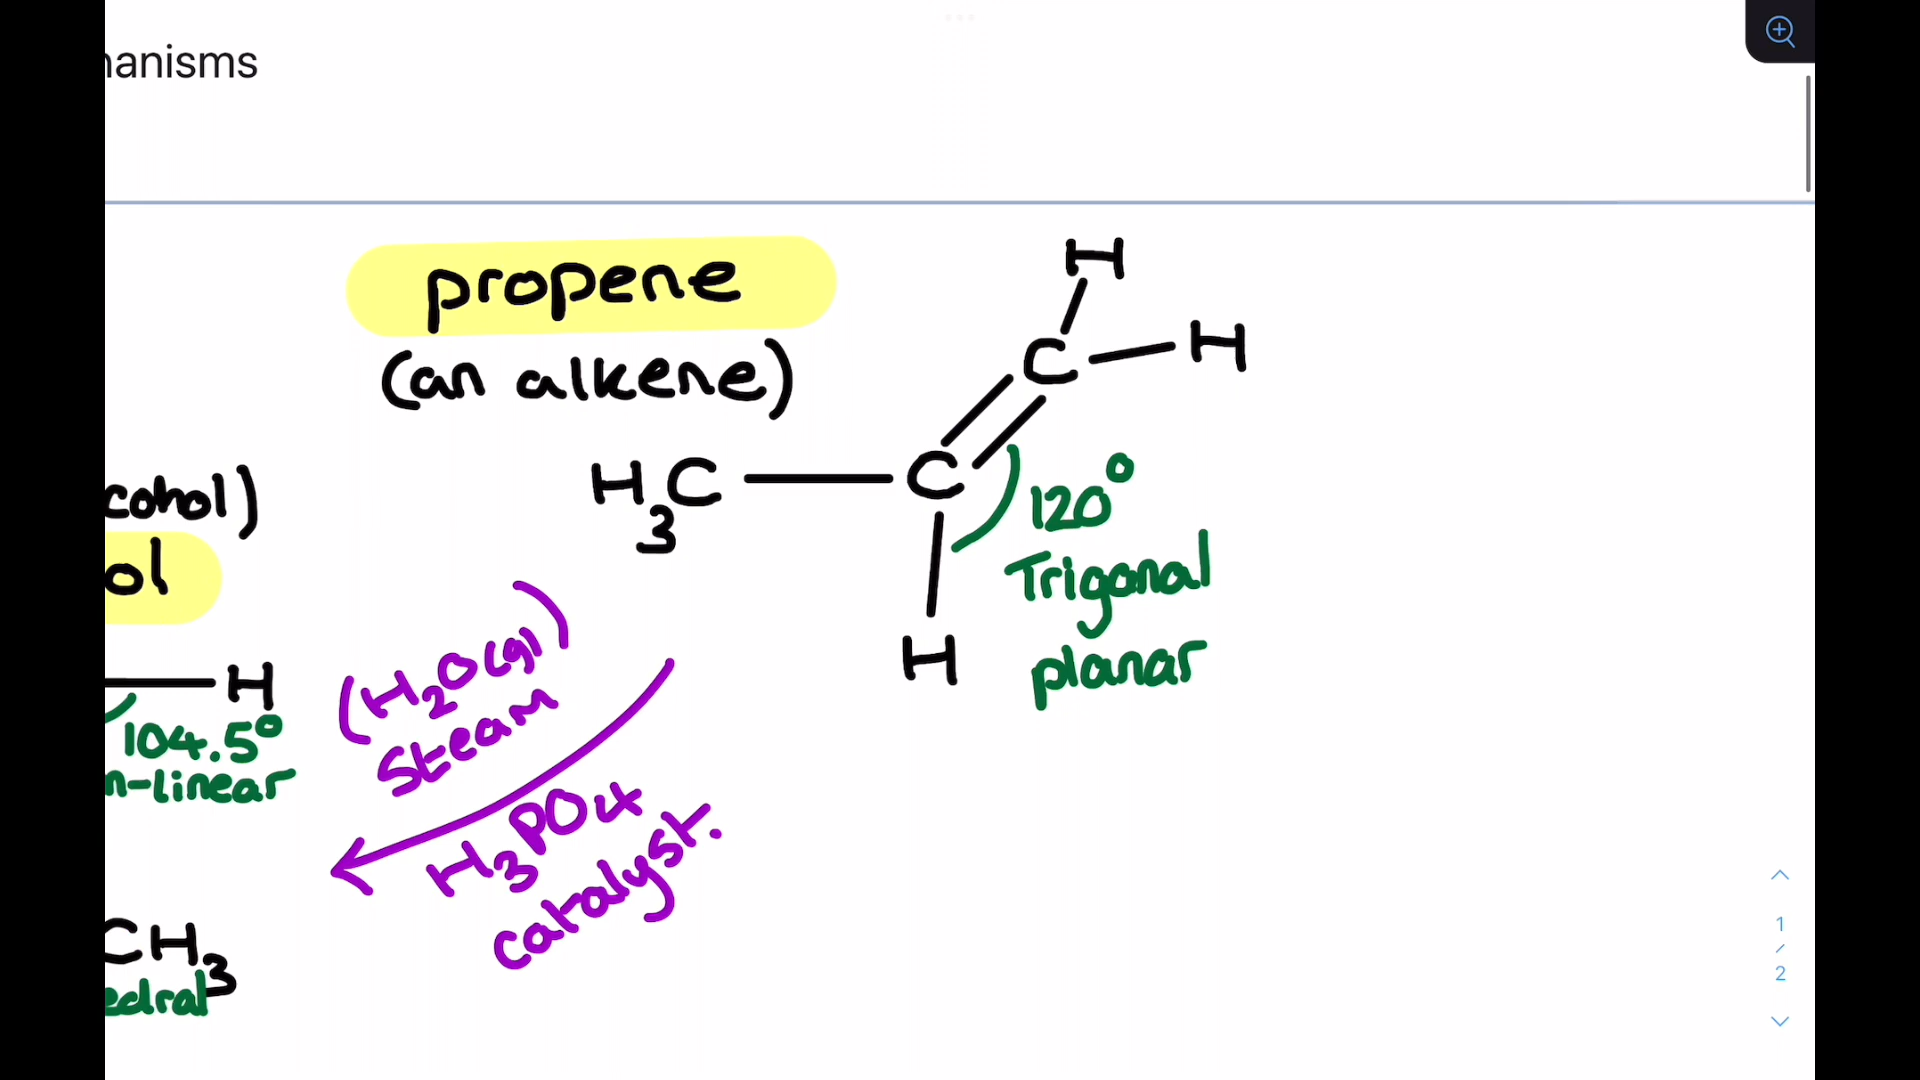 hanisms
propene
(an alkene)
H
C
H
H3C
C
120°
Trigonal
planar
H
cohol)
ol
H
104.5°
n-linear
(H2O(g))
Steam
H3PO4
catalyst.
CH3
edral
1
/
2